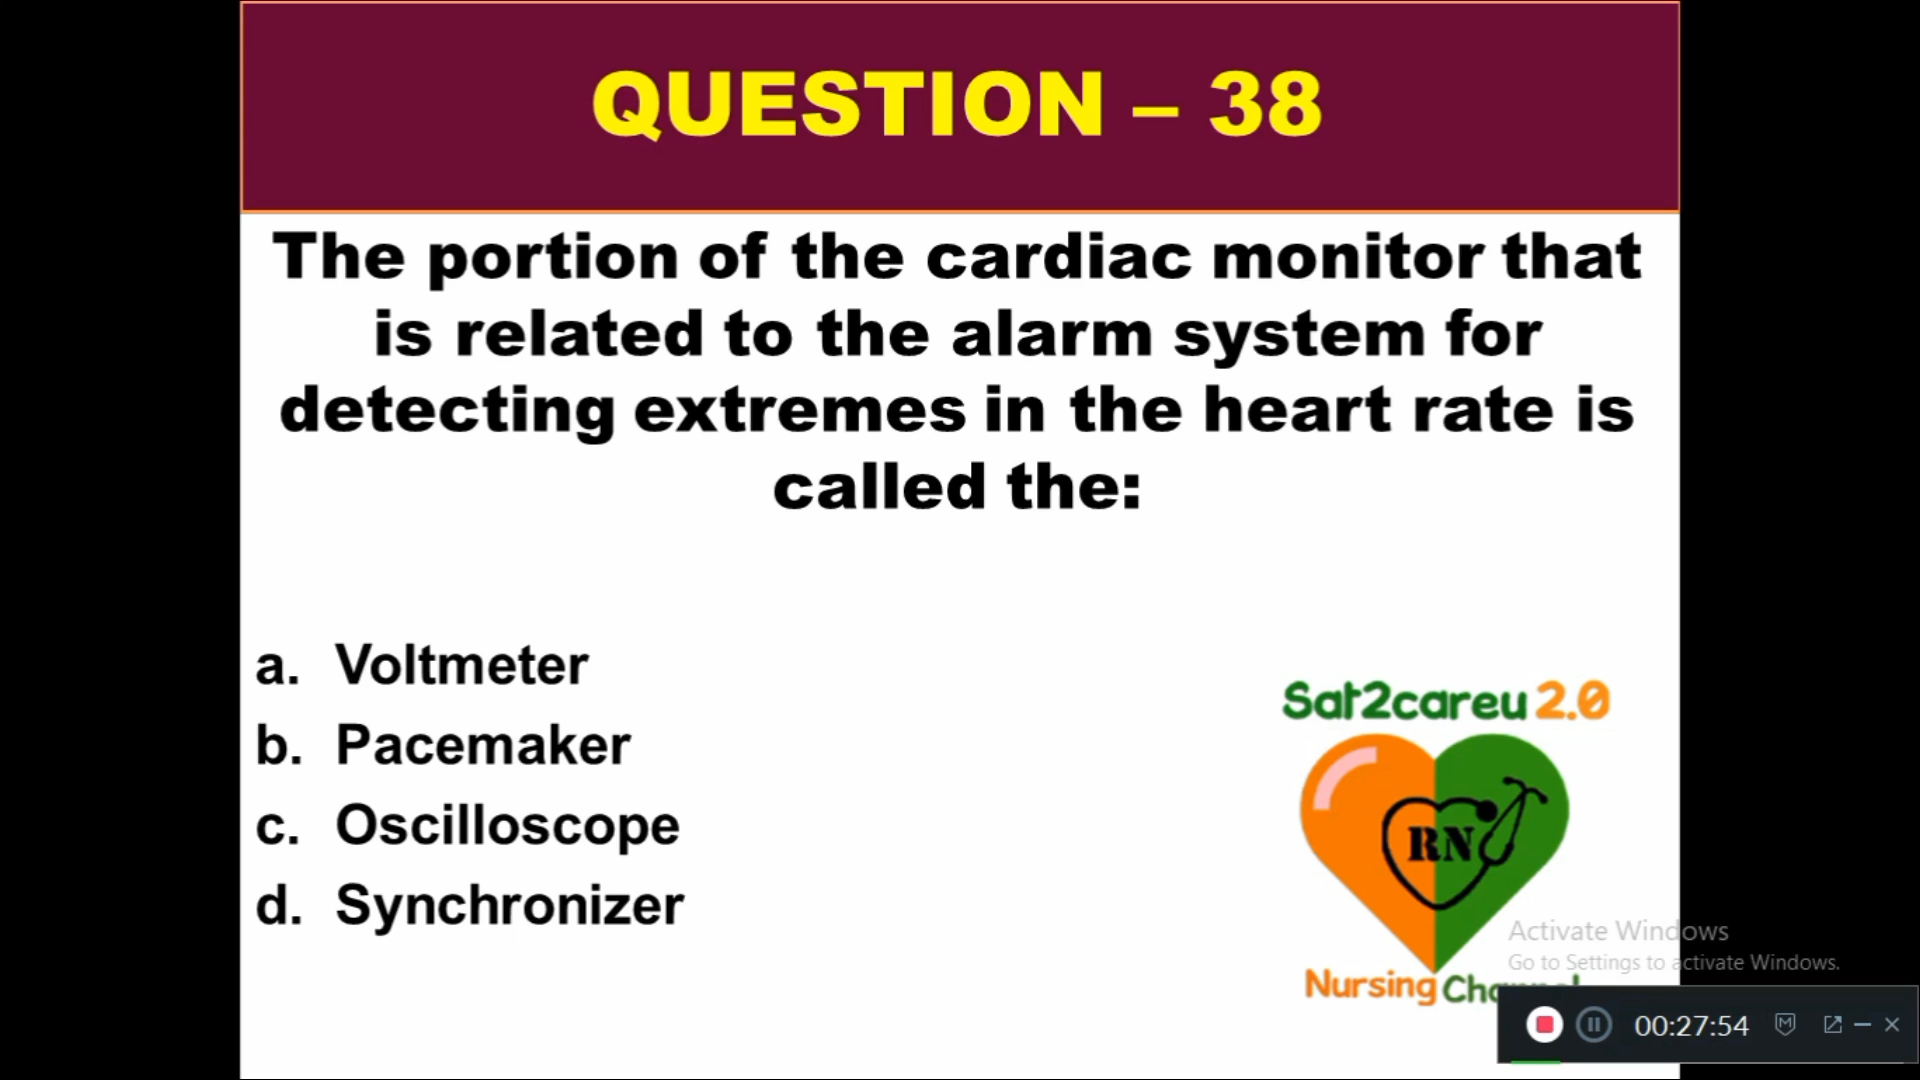 QUESTION – 38
The portion of the cardiac monitor that
is related to the alarm system for
detecting extremes in the heart rate is
called the:
a. Voltmeter
b. Pacemaker
c. Oscilloscope
d. Synchronizer
Sat2careu 2.0
RN
Nursing
Activate Windows
Go to Settings to activate Windows.
00:27:54